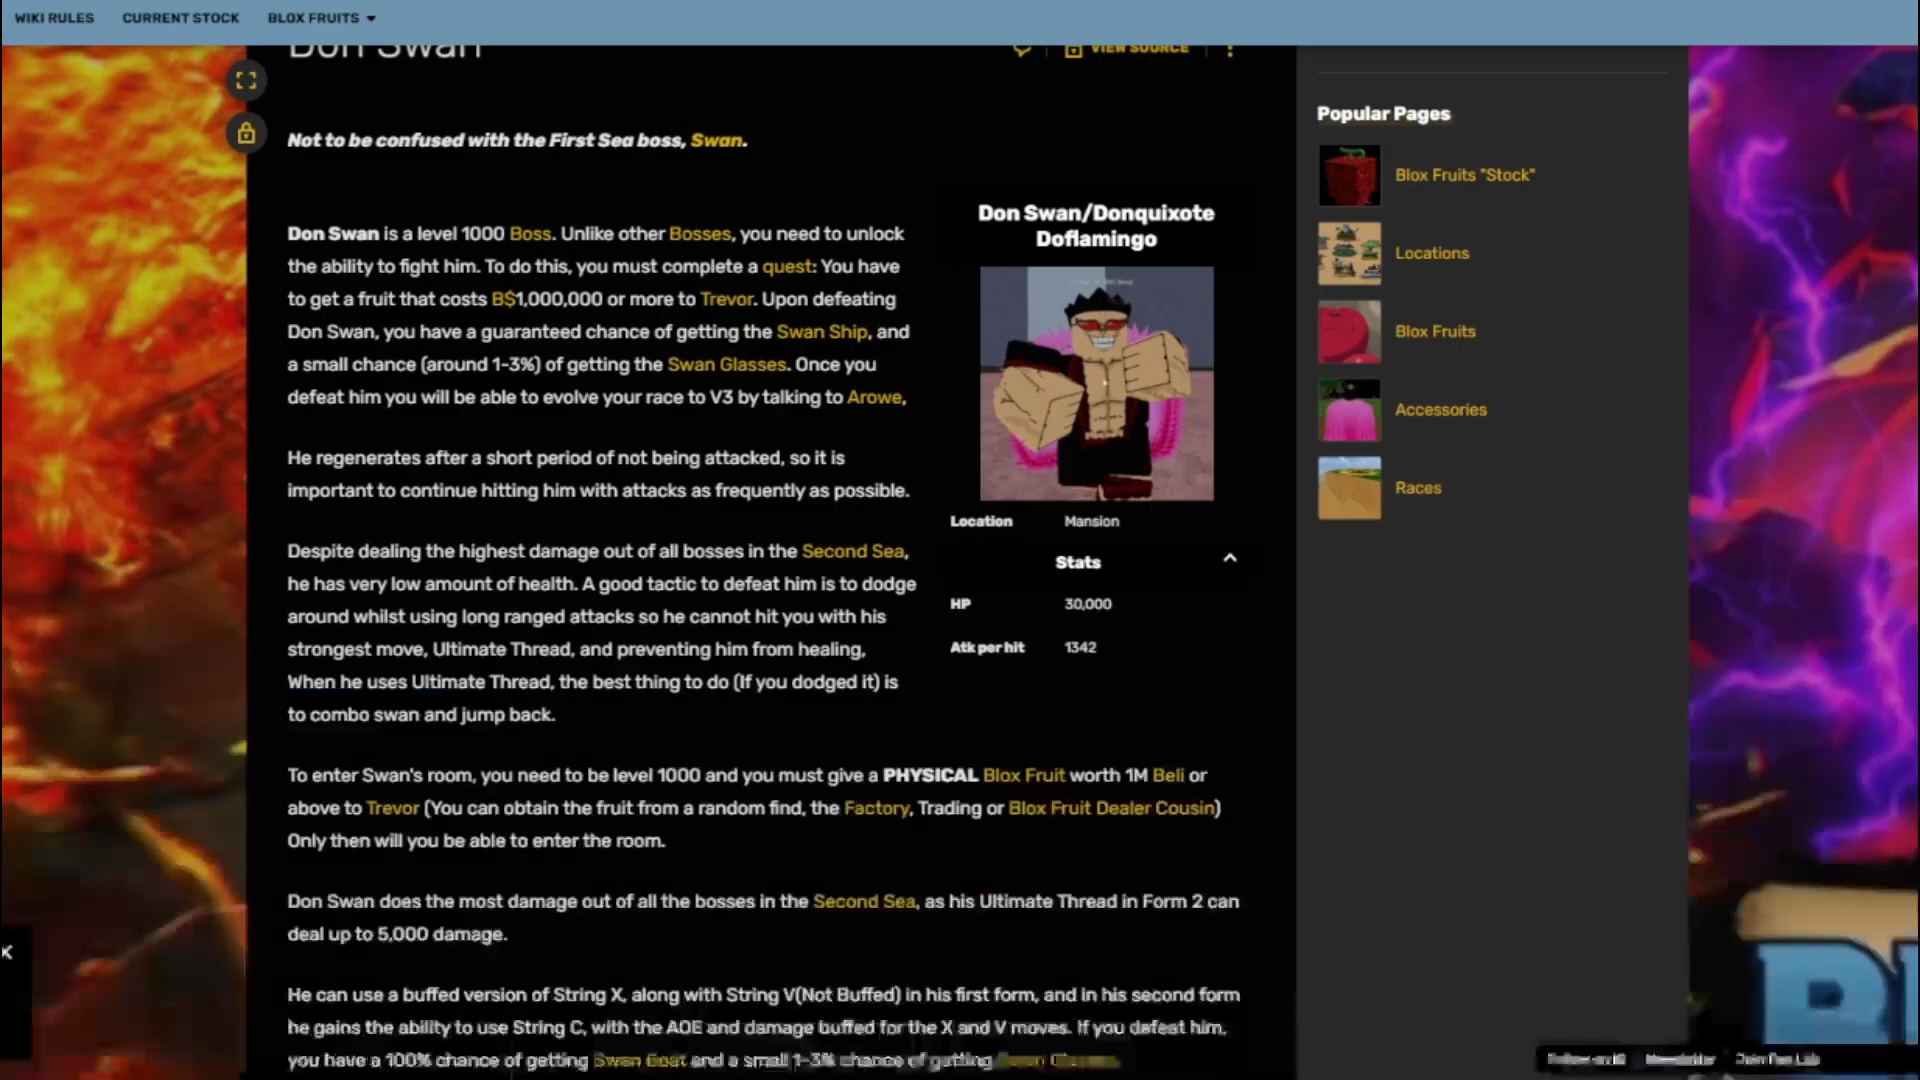 WIKI RULES CURRENT STOCK BLOX FRUITS
Don Swan
VIEW SOURCE
Not to be confused with the First Sea boss, Swan.
Don Swan is a level 1000 Boss. Unlike other Bosses, you need to unlock
the ability to fight him. To do this, you must complete a quest: You have
to get a fruit that costs B$1,000,000 or more to Trevor. Upon defeating
Don Swan, you have a guaranteed chance of getting the Swan Ship, and
a small chance (around 1-3%) of getting the Swan Glasses. Once you
defeat him you will be able to evolve your race to V3 by talking to Arowe,
He regenerates after a short period of not being attacked, so it is
important to continue hitting him with attacks as frequently as possible.
Despite dealing the highest damage out of all bosses in the Second Sea,
he has very low amount of health. A good tactic to defeat him is to dodge
around whilst using long ranged attacks so he cannot hit you with his
strongest move, Ultimate Thread, and preventing him from healing,
When he uses Ultimate Thread, the best thing to do (If you dodged it) is
to combo swan and jump back.
Don Swan/Donquixote
Doflamingo
Location Mansion
Stats
HP 30,000
Atk per hit 1342
To enter Swan's room, you need to be level 1000 and you must give a PHYSICAL Blox Fruit worth 1M Beli or
above to Trevor (You can obtain the fruit from a random find, the Factory, Trading or Blox Fruit Dealer Cousin)
Only then will you be able to enter the room.
Don Swan does the most damage out of all the bosses in the Second Sea, as his Ultimate Thread in Form 2 can
deal up to 5,000 damage.
He can use a buffed version of String X, along with String V(Not Buffed) in his first form, and in his second form
he gains the ability to use String C, with the AOE and damage buffed for the X and V moves. If you defeat him,
you have a 100% chance of getting Swan Coat and a small 1-3% chance of getting Swan Glasses.
Popular Pages
Blox Fruits "Stock"
Locations
Blox Fruits
Accessories
Races